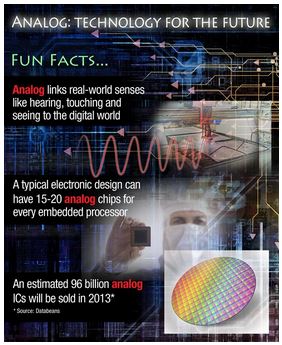 ANALOG: TECHNOLOGY FOR THE FUTURE
FUN FACTS...
Analog links real-world senses
like hearing, touching and
seeing to the digital world
A typical electronic design can
have 15-20 analog chips for
every embedded processor
An estimated 96 billion analog
ICs will be sold in 2013*
* Source: Databeans